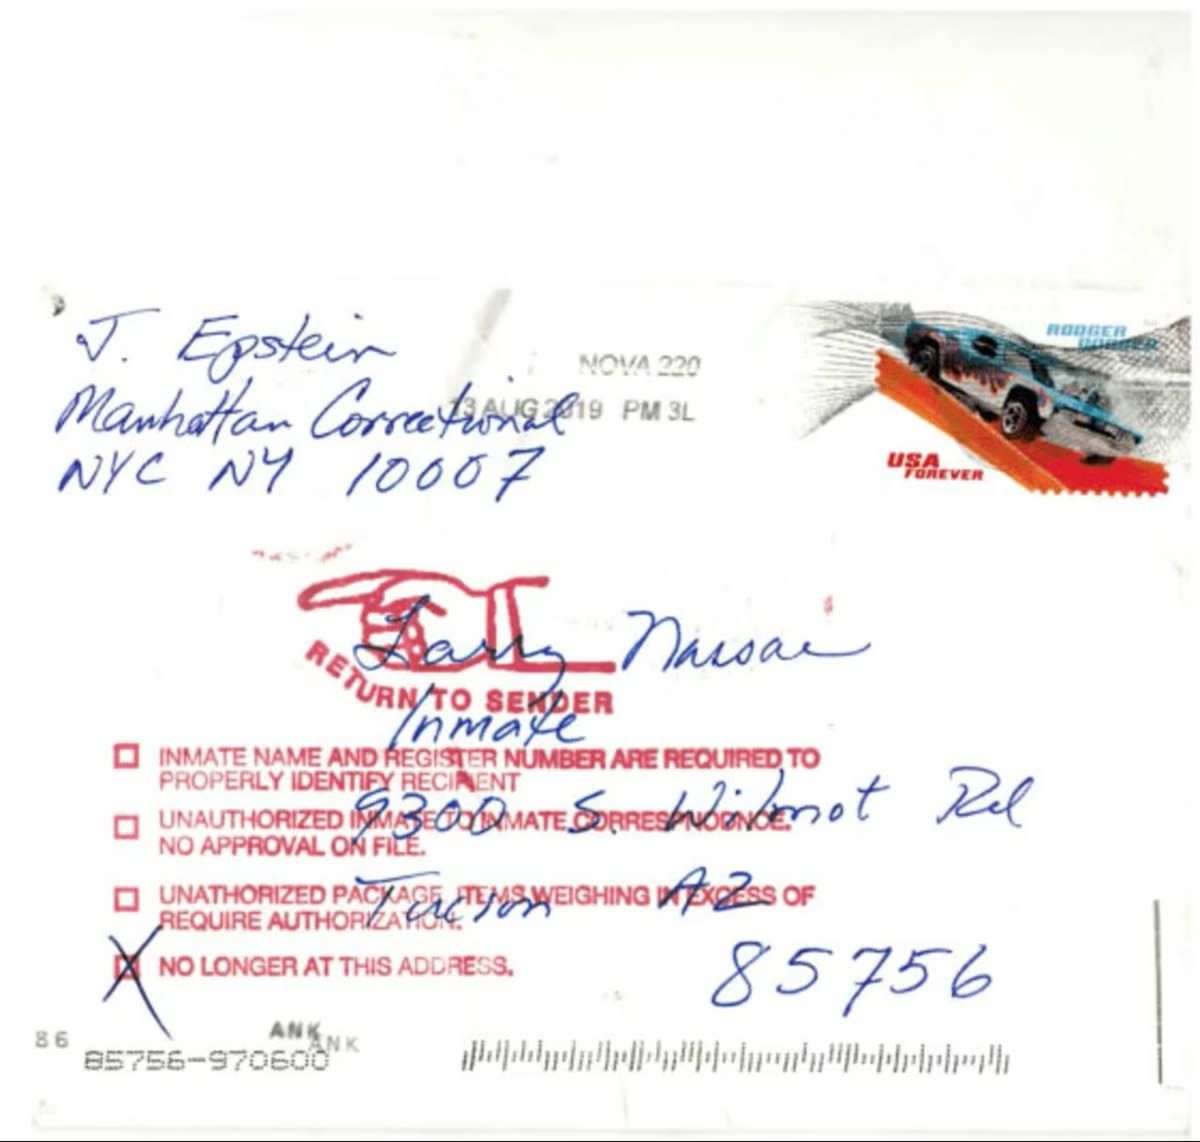 J. Epstein
Manhattan Correctional
NYC NY 10007
NOVA 220
13 AUG 2019 PM 3L
RODGER
DODGER
USA
FOREVER
RETURN TO SENDER
Larry Nassar
Inmate
9300 S. Wilmot Rd
Tucson AZ
85756
INMATE NAME AND REGISTER NUMBER ARE REQUIRED TO
PROPERLY IDENTIFY RECIPIENT
UNAUTHORIZED INMATE TO INMATE CORRESPNODNCE.
NO APPROVAL ON FILE.
UNATHORIZED PACKAGE, ITEMS WEIGHING IN EXCESS OF
REQUIRE AUTHORIZATION.
X NO LONGER AT THIS ADDRESS.
86
ANK
ANK
85756-970600